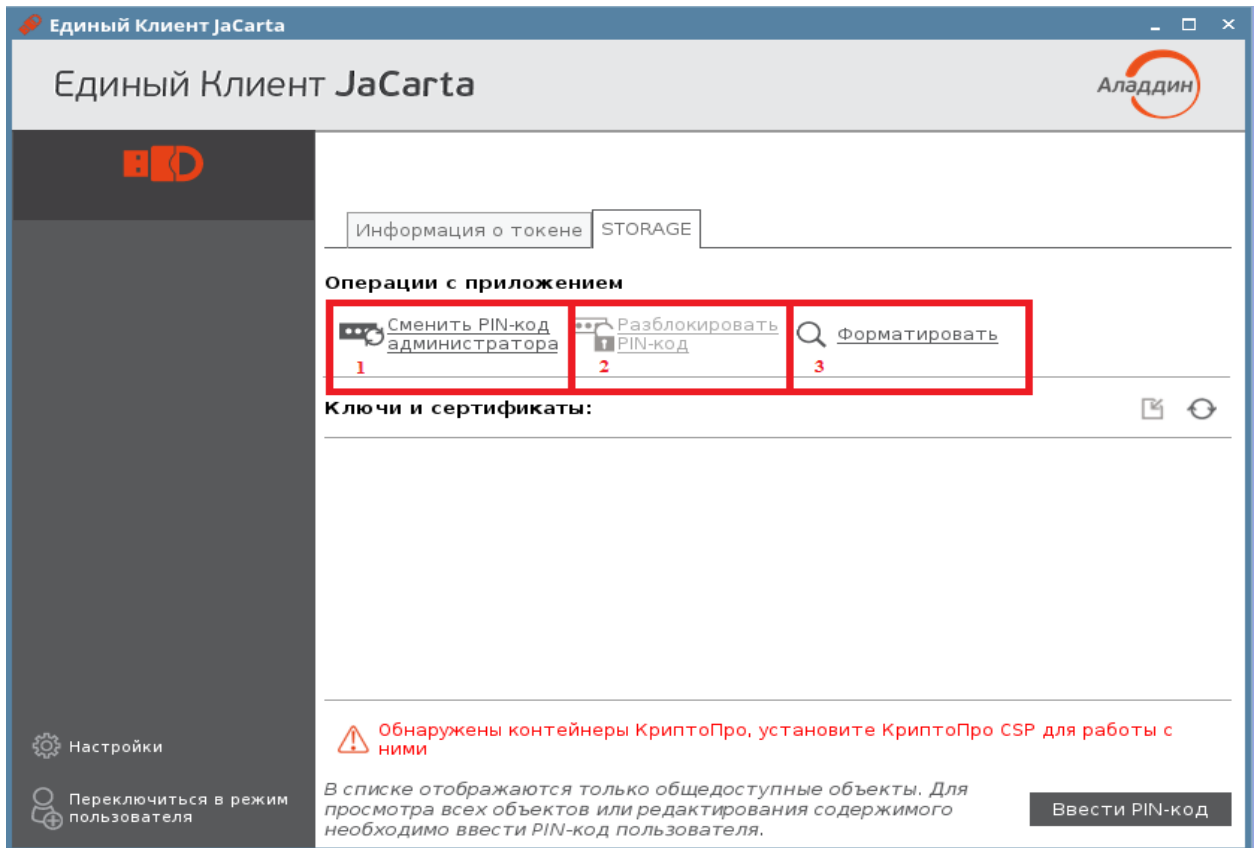 Единый Клиент JaCarta
Единый Клиент JaCarta
Аладдин
Информация о токене
STORAGE
Операции с приложением
Сменить PIN-код
администратора
1
Разблокировать
PIN-код
2
Форматировать
3
Ключи и сертификаты:
Обнаружены контейнеры КриптоПро, установите КриптоПро CSP для работы с
ними
Настройки
Переключиться в режим
пользователя
В списке отображаются только общедоступные объекты. Для
просмотра всех объектов или редактирования содержимого
необходимо ввести PIN-код пользователя.
Ввести PIN-код